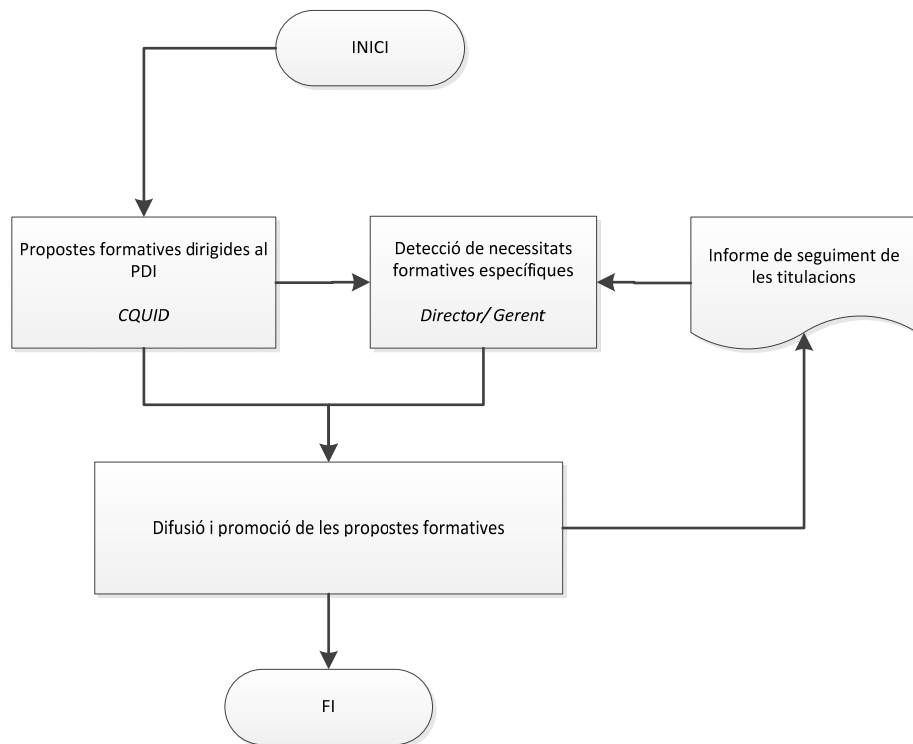 INICI
Propostes formatives dirigides al
PDI
CQUID
Detecció de necessitats
formatives específiques
Director/ Gerent
Informe de seguiment de
les titulacions
Difusió i promoció de les propostes formatives
FI